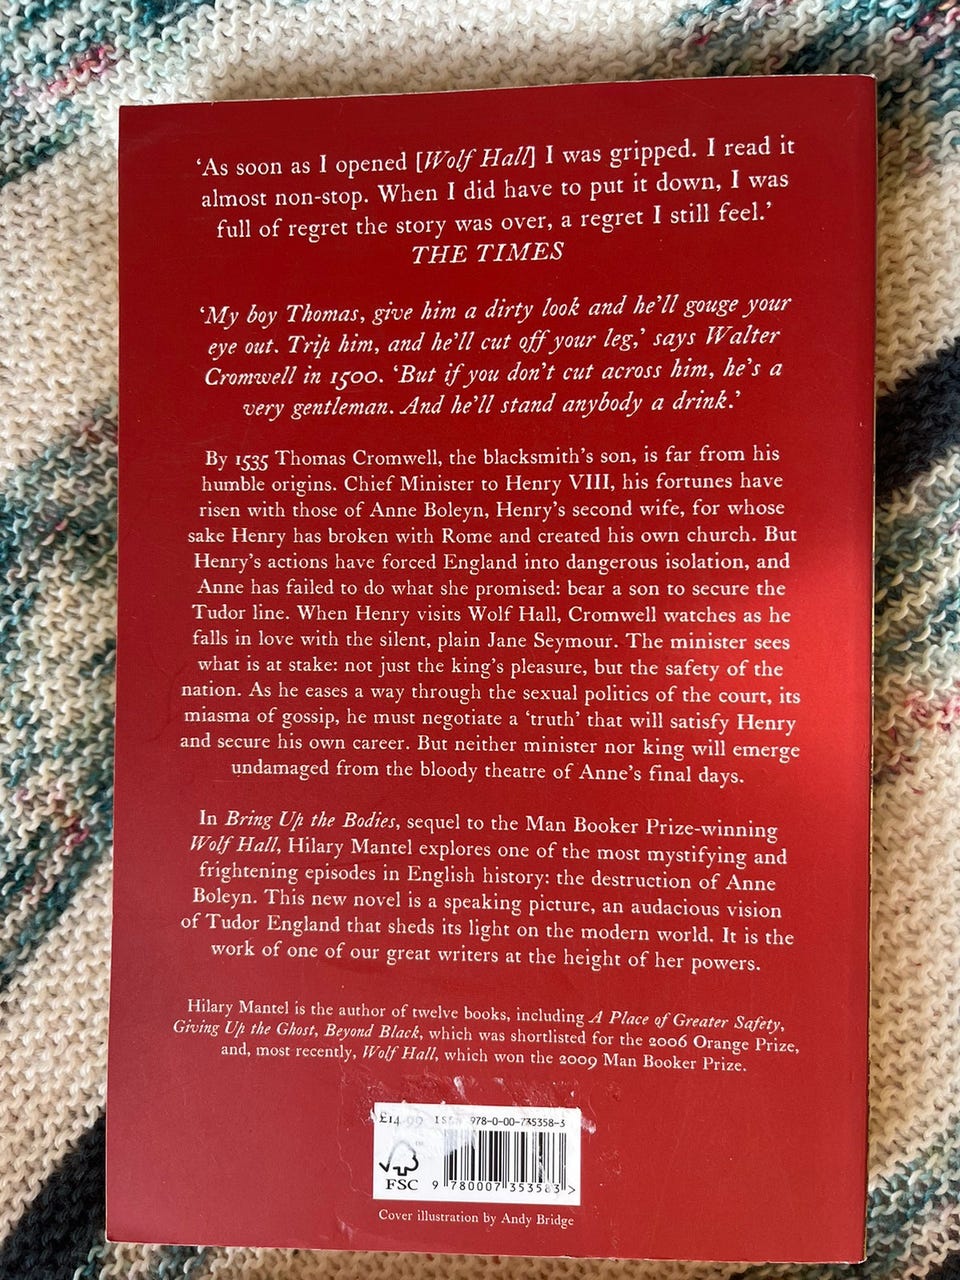 ‘As soon as I opened [Wolf Hall] I was gripped. I read it
almost non-stop. When I did have to put it down, I was
full of regret the story was over, a regret I still feel.’
THE TIMES
‘My boy Thomas, give him a dirty look and he’ll gouge your
eye out. Trip him, and he’ll cut off your leg,’ says Walter
Cromwell in 1500. ‘But if you don’t cut across him, he’s a
very gentleman. And he’ll stand anybody a drink.’
By 1535 Thomas Cromwell, the blacksmith’s son, is far from his
humble origins. Chief Minister to Henry VIII, his fortunes have
risen with those of Anne Boleyn, Henry’s second wife, for whose
sake Henry has broken with Rome and created his own church. But
Henry’s actions have forced England into dangerous isolation, and
Anne has failed to do what she promised: bear a son to secure the
Tudor line. When Henry visits Wolf Hall, Cromwell watches as he
falls in love with the silent, plain Jane Seymour. The minister sees
what is at stake: not just the king’s pleasure, but the safety of the
nation. As he eases a way through the sexual politics of the court, its
miasma of gossip, he must negotiate a ‘truth’ that will satisfy Henry
and secure his own career. But neither minister nor king will emerge
undamaged from the bloody theatre of Anne’s final days.
In Bring Up the Bodies, sequel to the Man Booker Prize-winning
Wolf Hall, Hilary Mantel explores one of the most mystifying and
frightening episodes in English history: the destruction of Anne
Boleyn. This new novel is a speaking picture, an audacious vision
of Tudor England that sheds its light on the modern world. It is the
work of one of our great writers at the height of her powers.
Hilary Mantel is the author of twelve books, including A Place of Greater Safety,
Giving Up the Ghost, Beyond Black, which was shortlisted for the 2006 Orange Prize,
and, most recently, Wolf Hall, which won the 2009 Man Booker Prize.
£14.99 ISBN 978-0-00-735358-3
FSC
9 780007 353583 >
Cover illustration by Andy Bridge